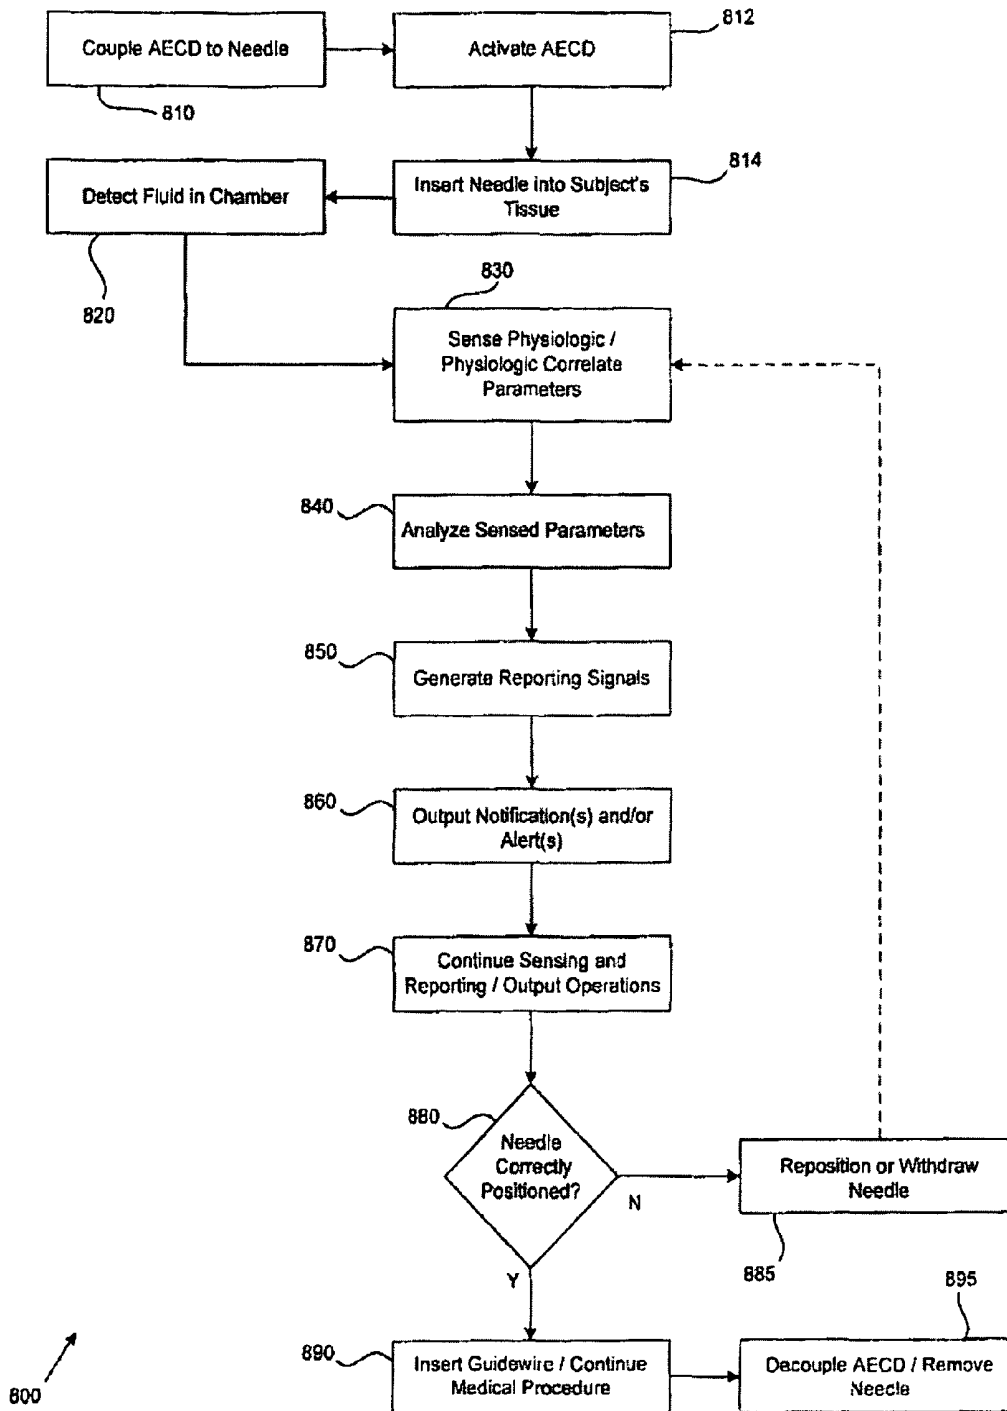 Couple AECD to Needle
810
Activate AECD
812
Detect Fluid in Chamber
820
Insert Needle into Subject's
Tissue
814
830
Sense Physiologic /
Physiologic Correlate
Parameters
840
Analyze Sensed Parameters
850
Generate Reporting Signals
860
Output Notification(s) and/or
Alert(s)
870
Continue Sensing and
Reporting / Output Operations
880
Needle
Correctly
Positioned?
N
Y
Reposition or Withdraw
Needle
885
895
890
Insert Guidewire / Continue
Medical Procedure
Decouple AECD / Remove
Needle
800